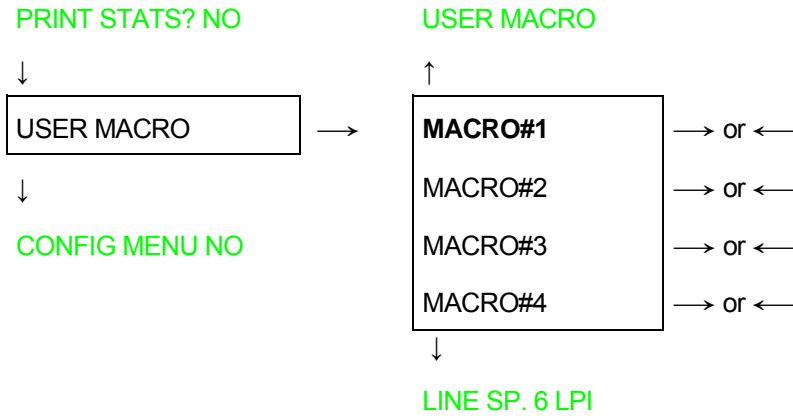 PRINT STATS? NO USER MACRO
↓ ↑
USER MACRO → MACRO#1 → or ←
↓ MACRO#2 → or ←
CONFIG MENU NO MACRO#3 → or ←
MACRO#4 → or ←
↓
LINE SP. 6 LPI